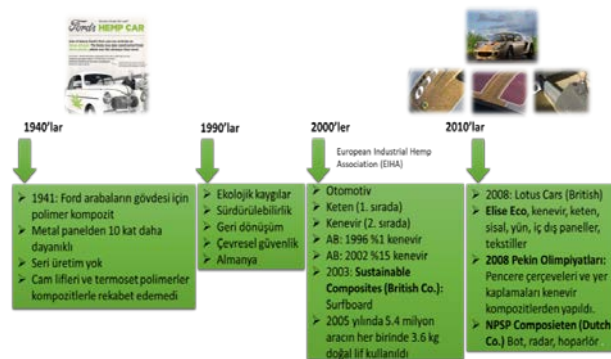 Ford's HEMP CAR
1940'lar
1990'lar
2000'ler
2010'lar
European Industrial Hemp
Association (EIHA)
➢ 1941: Ford arabaların gövdesi için
polimer kompozit
➢ Metal panelden 10 kat daha
dayanıklı
➢ Seri üretim yok
➢ Cam lifleri ve termoset polimerler
kompozitlerle rekabet edemedi
➢ Ekolojik kaygılar
➢ Sürdürülebilirlik
➢ Geri dönüşüm
➢ Çevresel güvenlik
➢ Almanya
➢ Otomotiv
➢ Keten (1. sırada)
➢ Kenevir (2. sırada)
➢ AB: 1996 %1 kenevir
➢ AB: 2002 %15 kenevir
➢ 2003: Sustainable
Composites (British Co.):
Surfboard
➢ 2005 yılında 5.4 milyon
aracın her birinde 3.6 kg
doğal lif kullanıldı
➢ 2008: Lotus Cars (British)
➢ Elise Eco, kenevir, keten,
sisal, yün, iç dış paneller,
tekstiller
➢ 2008 Pekin Olimpiyatları:
Pencere çerçeveleri ve yer
kaplamaları kenevir
kompozitlerden yapıldı.
➢ NPSP Composieten (Dutch
Co.) Bot, radar, hoparlör